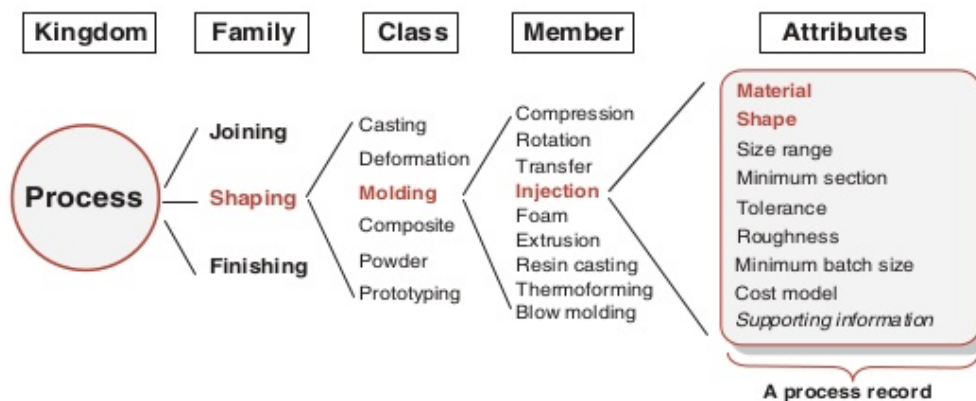 Kingdom
Family
Class
Member
Attributes
Process
Joining
Shaping
Finishing
Casting
Deformation
Molding
Composite
Powder
Prototyping
Compression
Rotation
Transfer
Injection
Foam
Extrusion
Resin casting
Thermoforming
Blow molding
Material
Shape
Size range
Minimum section
Tolerance
Roughness
Minimum batch size
Cost model
Supporting information
A process record